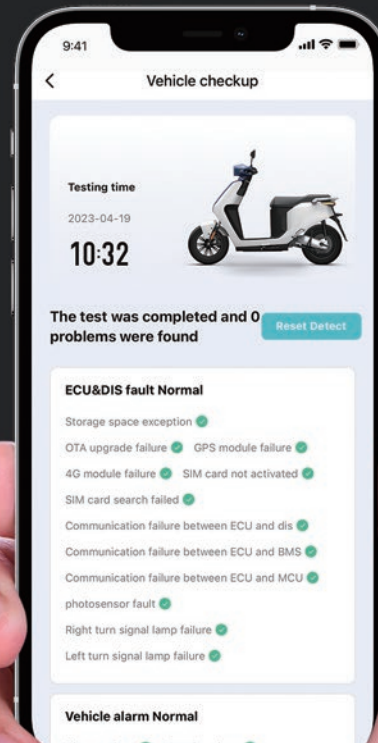 9:41
Vehicle checkup
Testing time
2023-04-19
10:32
The test was completed and 0
problems were found
Reset Detect
ECU&DIS fault Normal
Storage space exception
OTA upgrade failure GPS module failure
4G module failure SIM card not activated
SIM card search failed
Communication failure between ECU and dis
Communication failure between ECU and BMS
Communication failure between ECU and MCU
photosensor fault
Right turn signal lamp failure
Left turn signal lamp failure
Vehicle alarm Normal